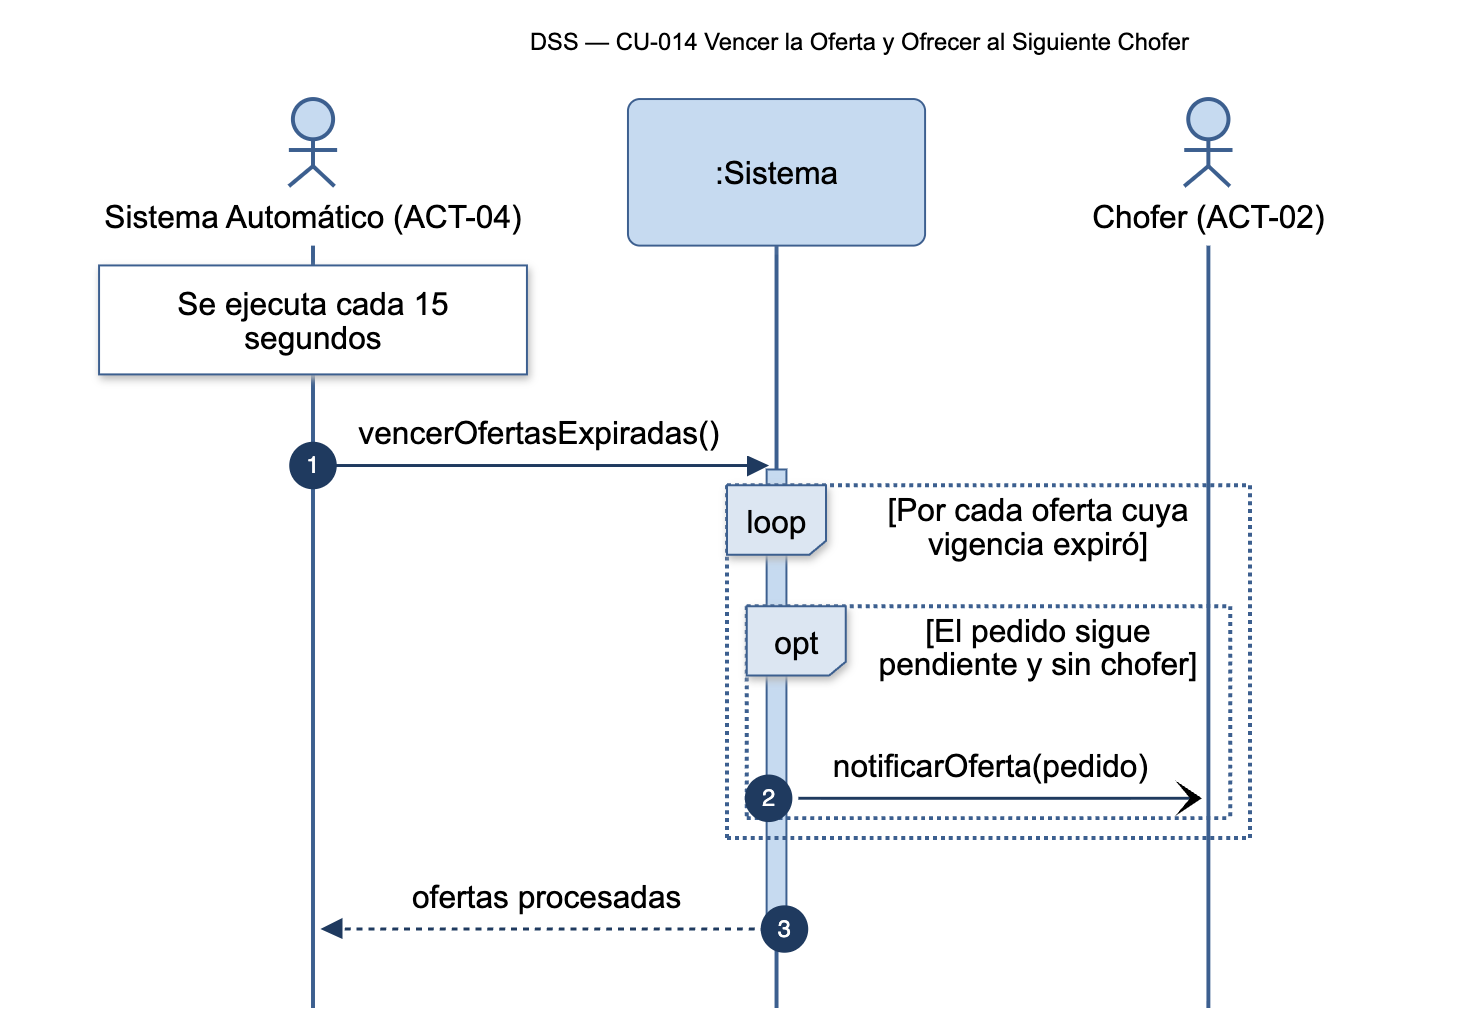 DSS — CU-014 Vencer la Oferta y Ofrecer al Siguiente Chofer
:Sistema
Sistema Automático (ACT-04)
Chofer (ACT-02)
Se ejecuta cada 15
segundos
vencerOfertasExpiradas()
1
loop
[Por cada oferta cuya
vigencia expiró]
opt
[El pedido sigue
pendiente y sin chofer]
notificarOferta(pedido)
2
ofertas procesadas
3